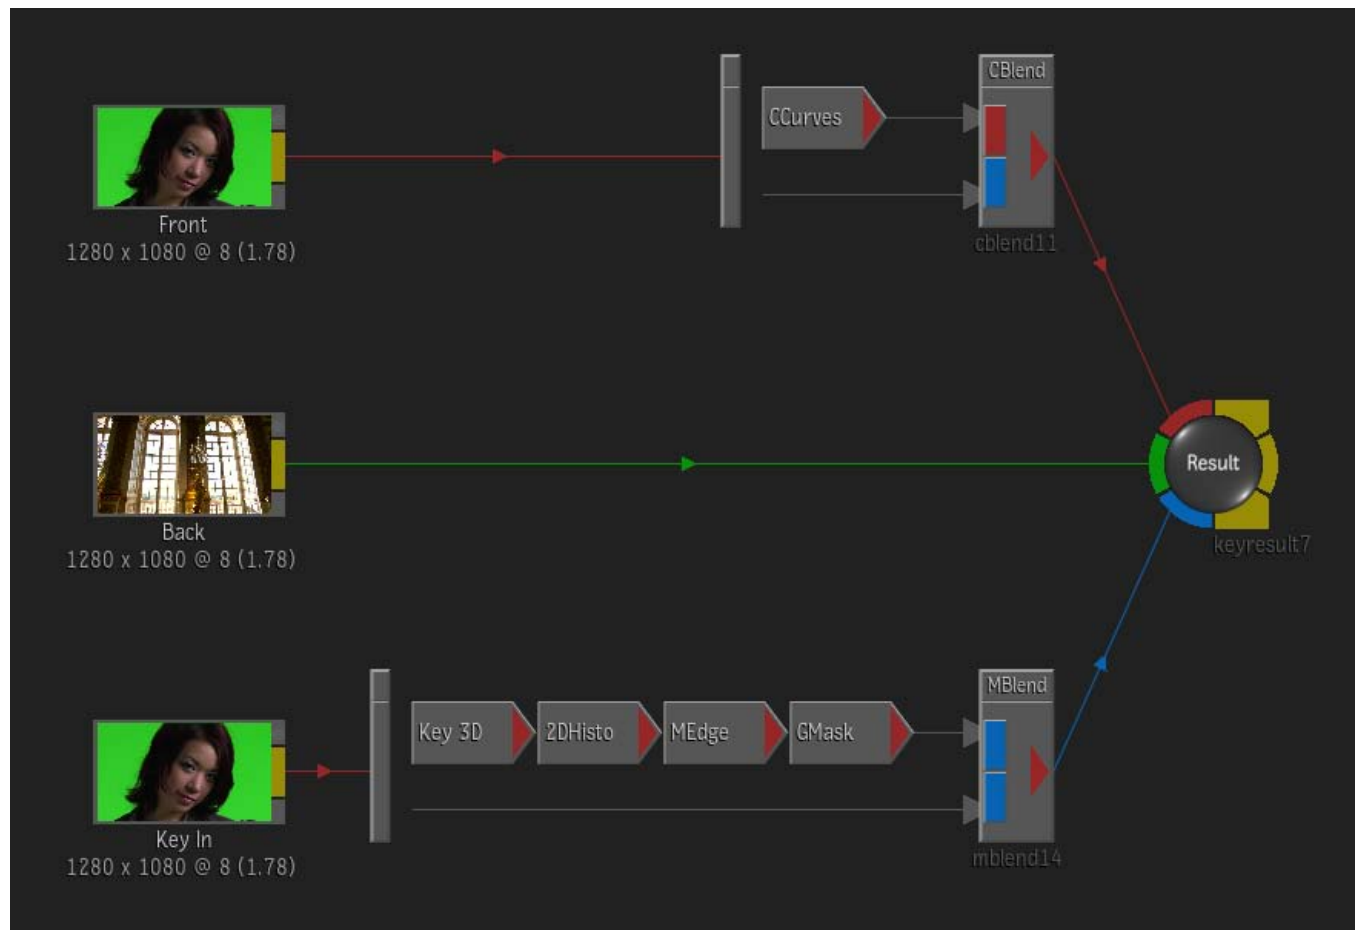 CBlend
CCurves
Front
1280 x 1080 @ 8 (1.78)
cblend11
Result
Back
1280 x 1080 @ 8 (1.78)
keyresult7
MBlend
Key 3D
2DHisto
MEdge
GMask
Key In
1280 x 1080 @ 8 (1.78)
mblend14